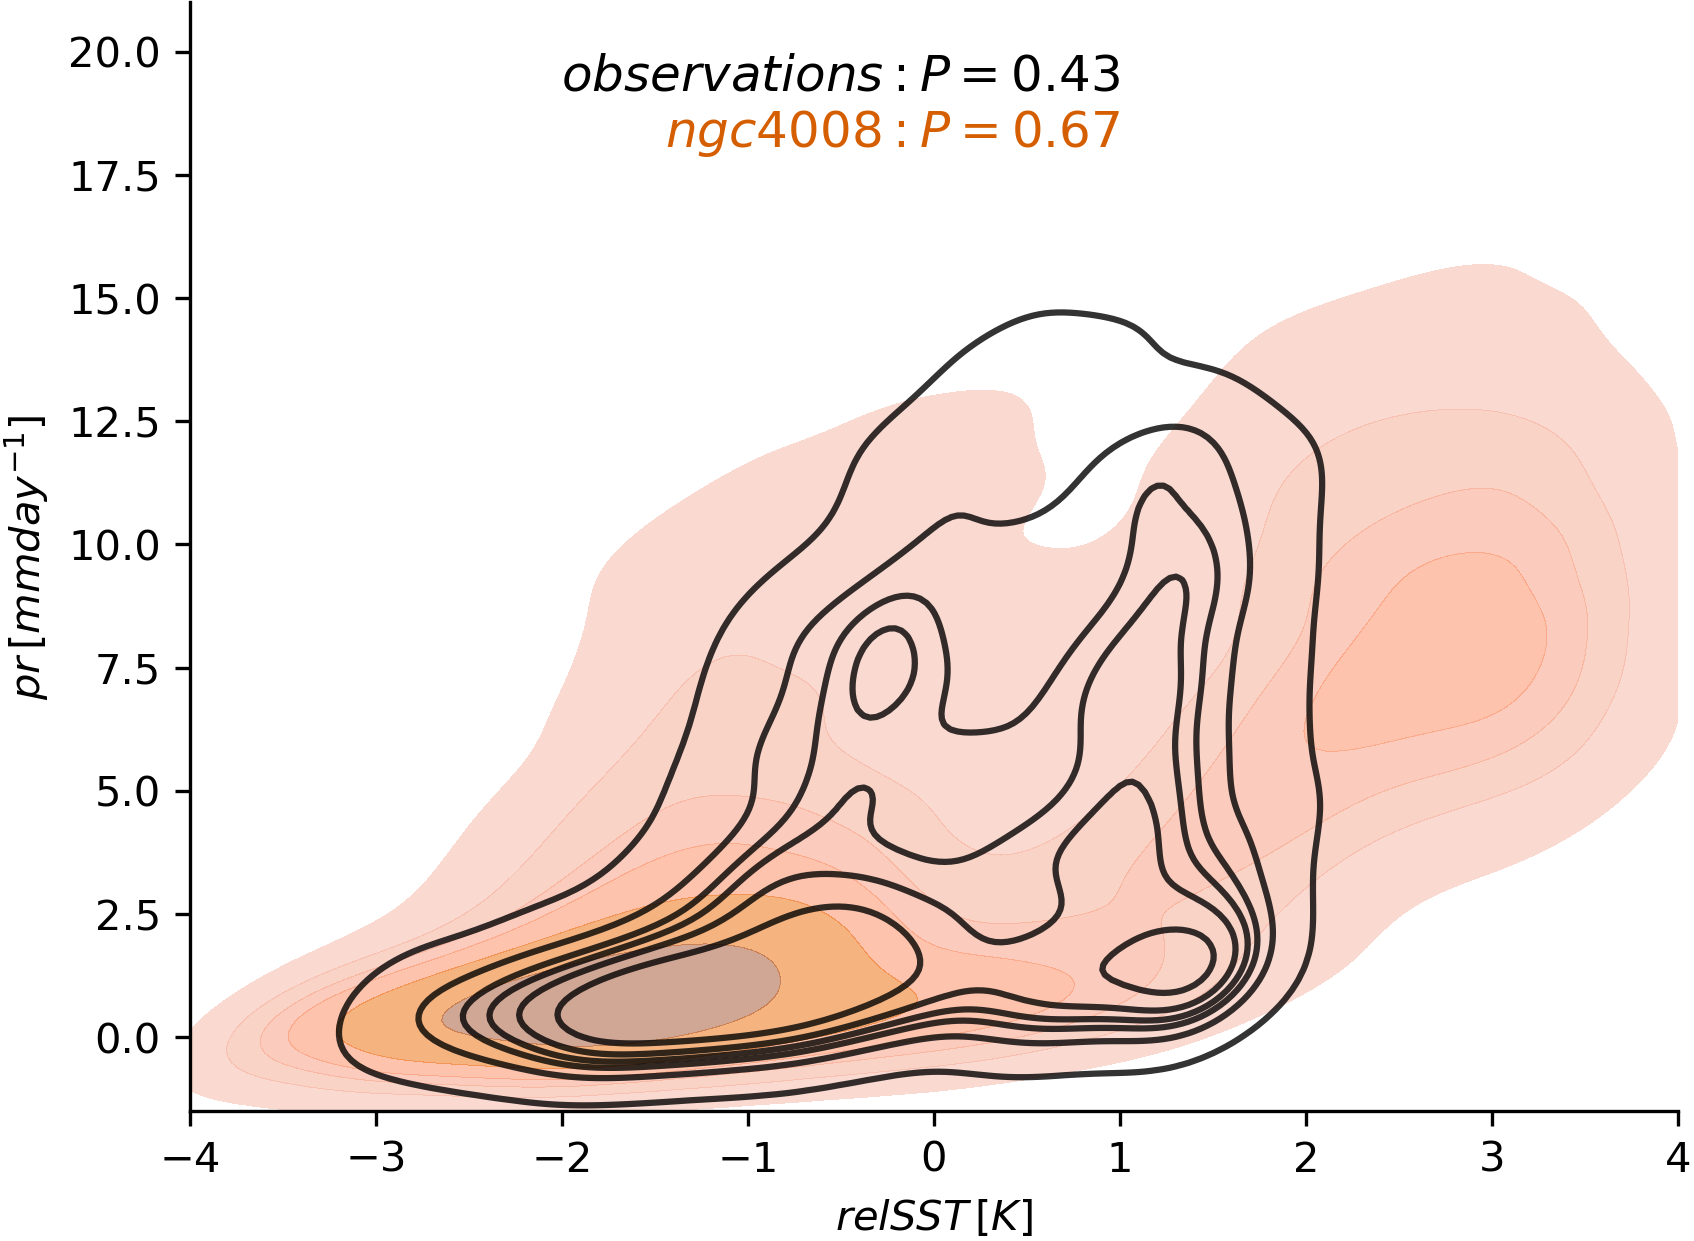 observations : P = 0.43
ngc4008 : P = 0.67
20.0
17.5
15.0
12.5
10.0
7.5
5.0
2.5
0.0
pr [mmday⁻¹]
−4 −3 −2 −1 0 1 2 3 4
relSST [K]